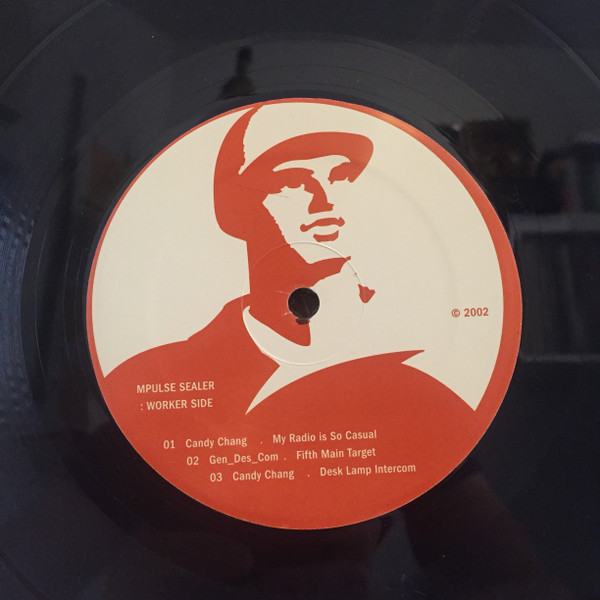 © 2002
MPULSE SEALER
: WORKER SIDE
01 Candy Chang . My Radio is So Casual
02 Gen_Des_Com . Fifth Main Target
03 Candy Chang . Desk Lamp Intercom